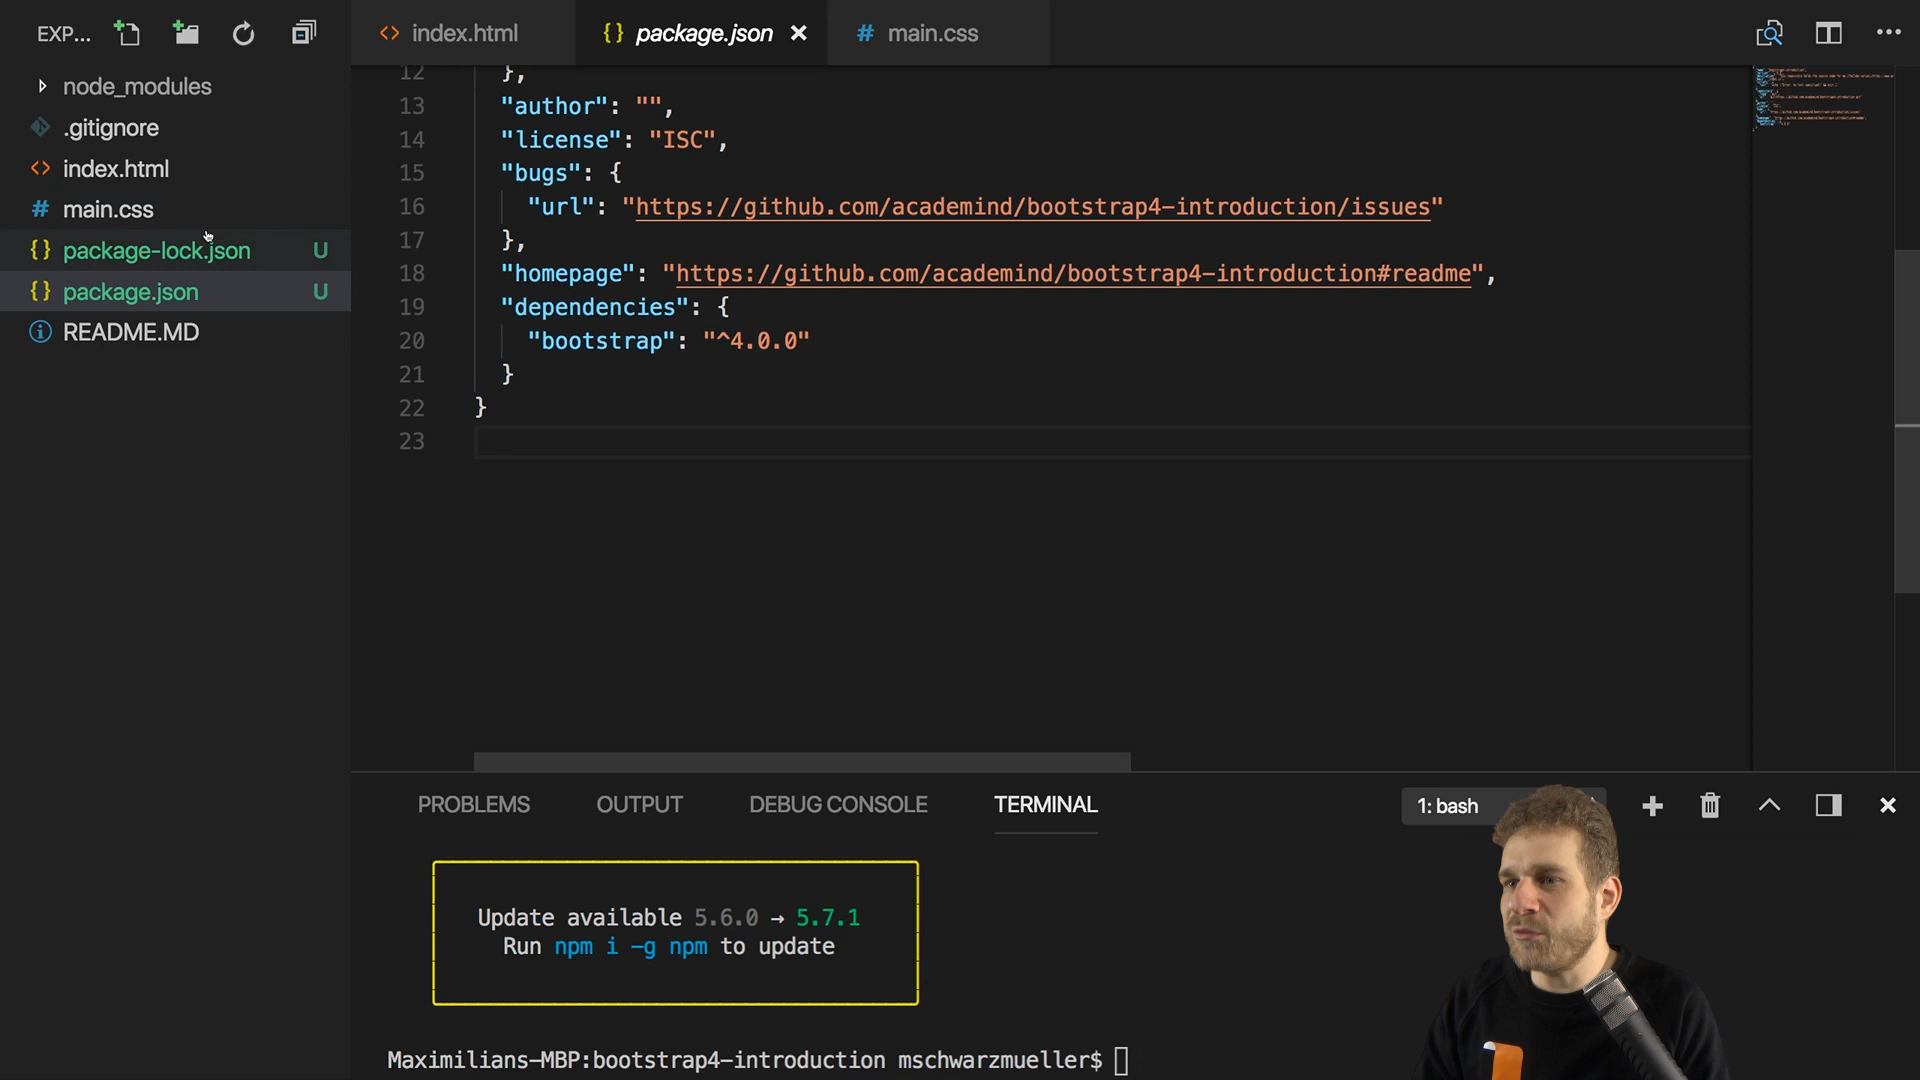 EXP...
index.html
package.json
main.css
node_modules
.gitignore
index.html
main.css
package-lock.json U
package.json U
README.MD
12 },
13 "author": "",
14 "license": "ISC",
15 "bugs": {
16 "url": "https://github.com/academind/bootstrap4-introduction/issues"
17 },
18 "homepage": "https://github.com/academind/bootstrap4-introduction#readme",
19 "dependencies": {
20 "bootstrap": "^4.0.0"
21 }
22 }
23
PROBLEMS OUTPUT DEBUG CONSOLE TERMINAL
1: bash
Update available 5.6.0 → 5.7.1
Run npm i -g npm to update
Maximilians-MBP:bootstrap4-introduction mschwarzmueller$